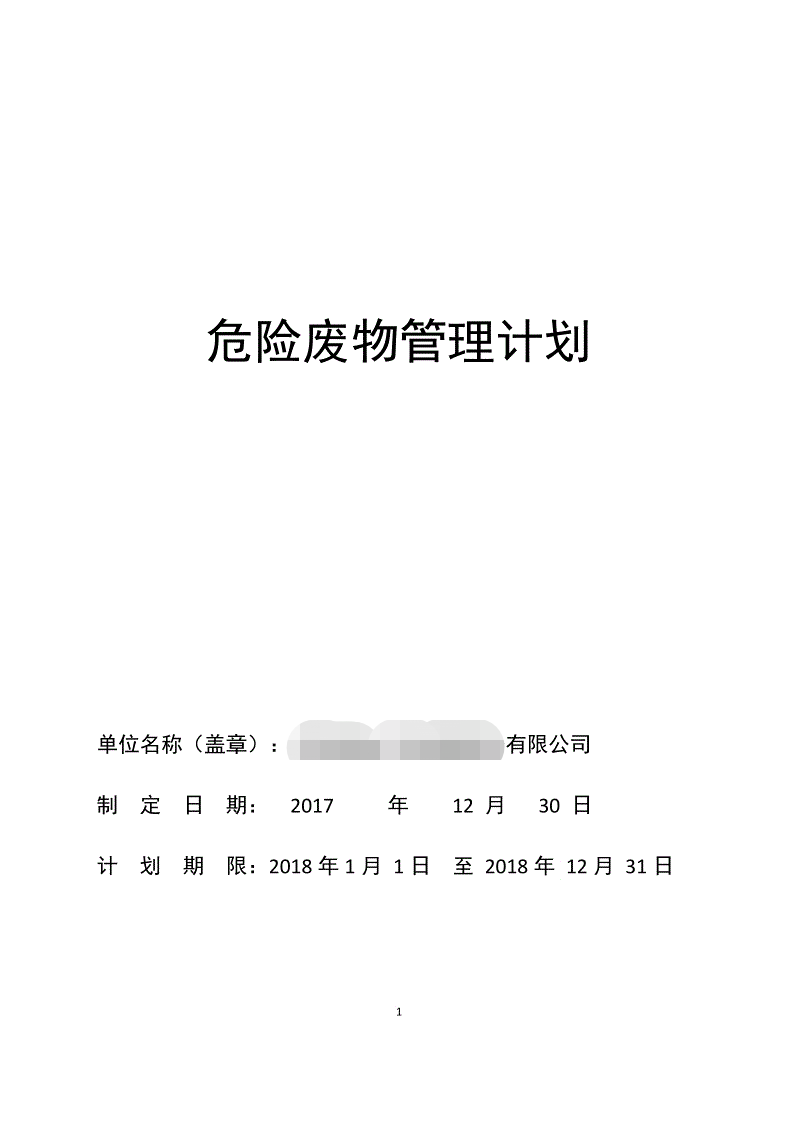 危险废物管理计划
单位名称（盖章）: 有限公司
制 定 日 期: 2017 年 12 月 30 日
计 划 期 限: 2018 年 1 月 1 日 至 2018 年 12 月 31 日
1